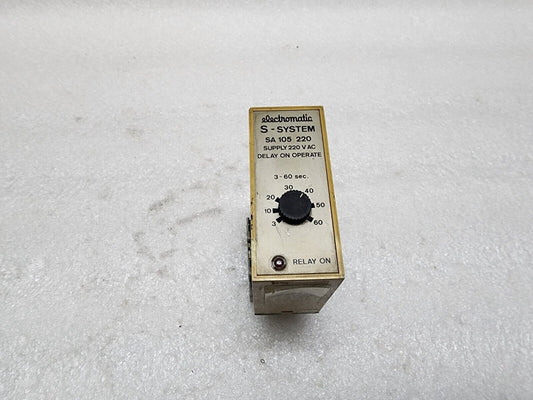 electromatic
S-SYSTEM
SA 105 220
SUPPLY 220 V AC
DELAY ON OPERATE
3-60 sec.
30 40
20 50
10 60
3
RELAY ON